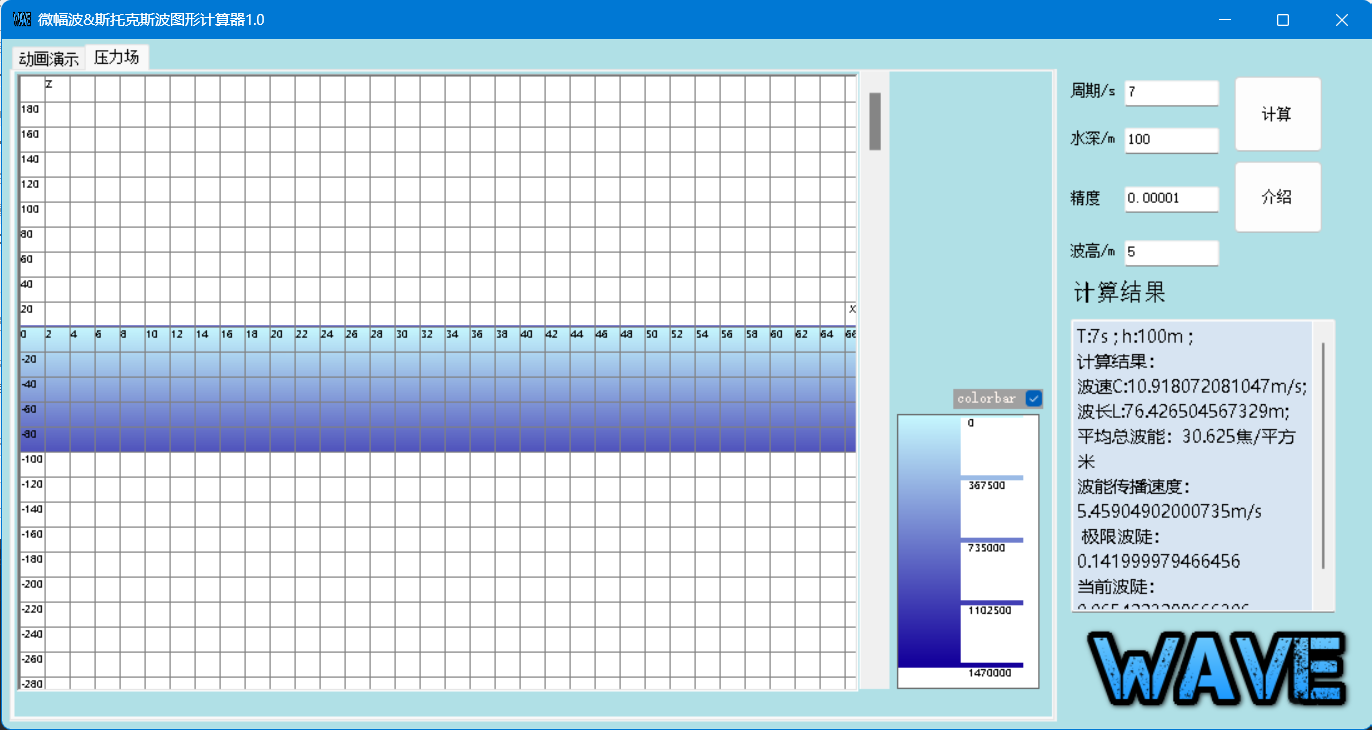 微幅波&斯托克斯波图形计算器1.0
动画演示 压力场
Z
180
160
140
120
100
80
60
40
20
X
0 2 4 6 8 10 12 14 16 18 20 22 24 26 28 30 32 34 36 38 40 42 44 46 48 50 52 54 56 58 60 62 64 66
-20
-40
-60
-80
-100
-120
-140
-160
-180
-200
-220
-240
-260
-280
colorbar
0
367500
735000
1102500
1470000
周期/s 7
计算
水深/m 100
精度 0.00001
介绍
波高/m 5
计算结果
T:7s ; h:100m ;
计算结果：
波速C:10.918072081047m/s;
波长L:76.426504567329m;
平均总波能：30.625焦/平方
米
波能传播速度：
5.45904902000735m/s
极限波陡：
0.141999979466456
当前波陡：
WAVE